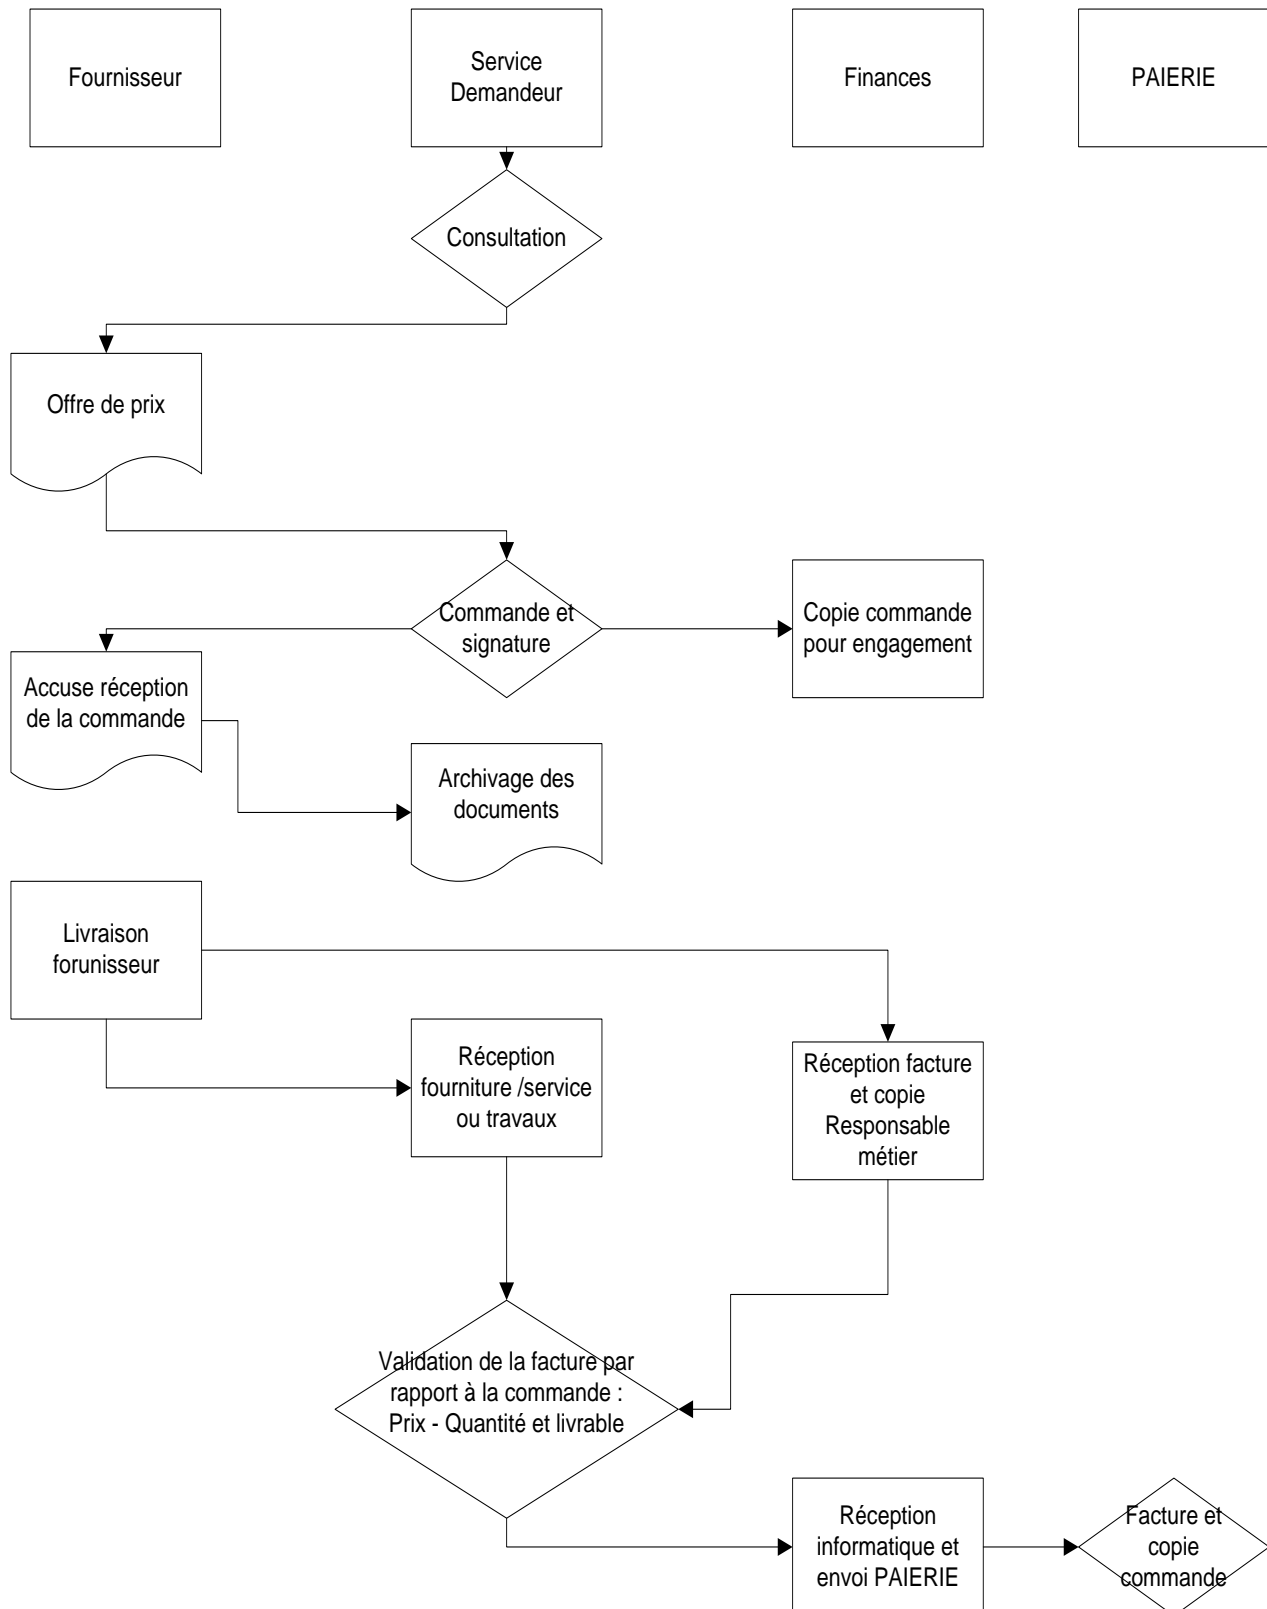 Fournisseur
Service
Demandeur
Finances
PAIERIE
Consultation
Offre de prix
Commande et
signature
Copie commande
pour engagement
Accuse réception
de la commande
Archivage des
documents
Livraison
forunisseur
Réception
fourniture /service
ou travaux
Réception facture
et copie
Responsable
métier
Validation de la facture par
rapport à la commande :
Prix - Quantité et livrable
Réception
informatique et
envoi PAIERIE
Facture et
copie
commande